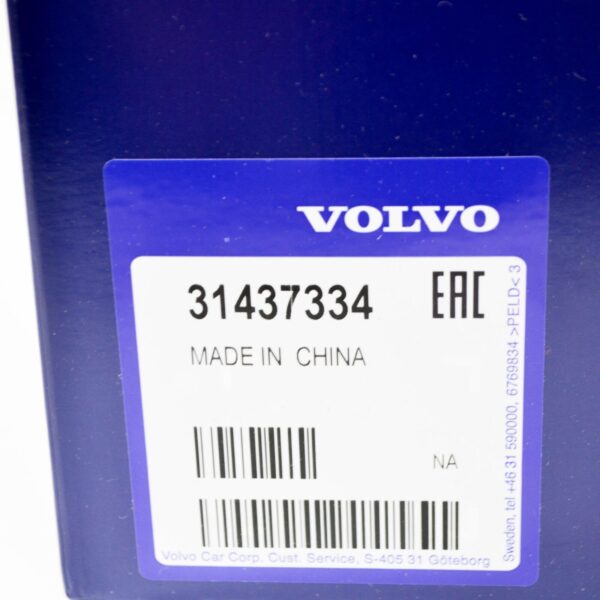 VOLVO
31437334
EAC
MADE IN CHINA
NA
Volvo Car Corp. Cust. Service, S-405 31 Göteborg
Sweden, tel +46 31 590000, 6769834 >PELD< 3